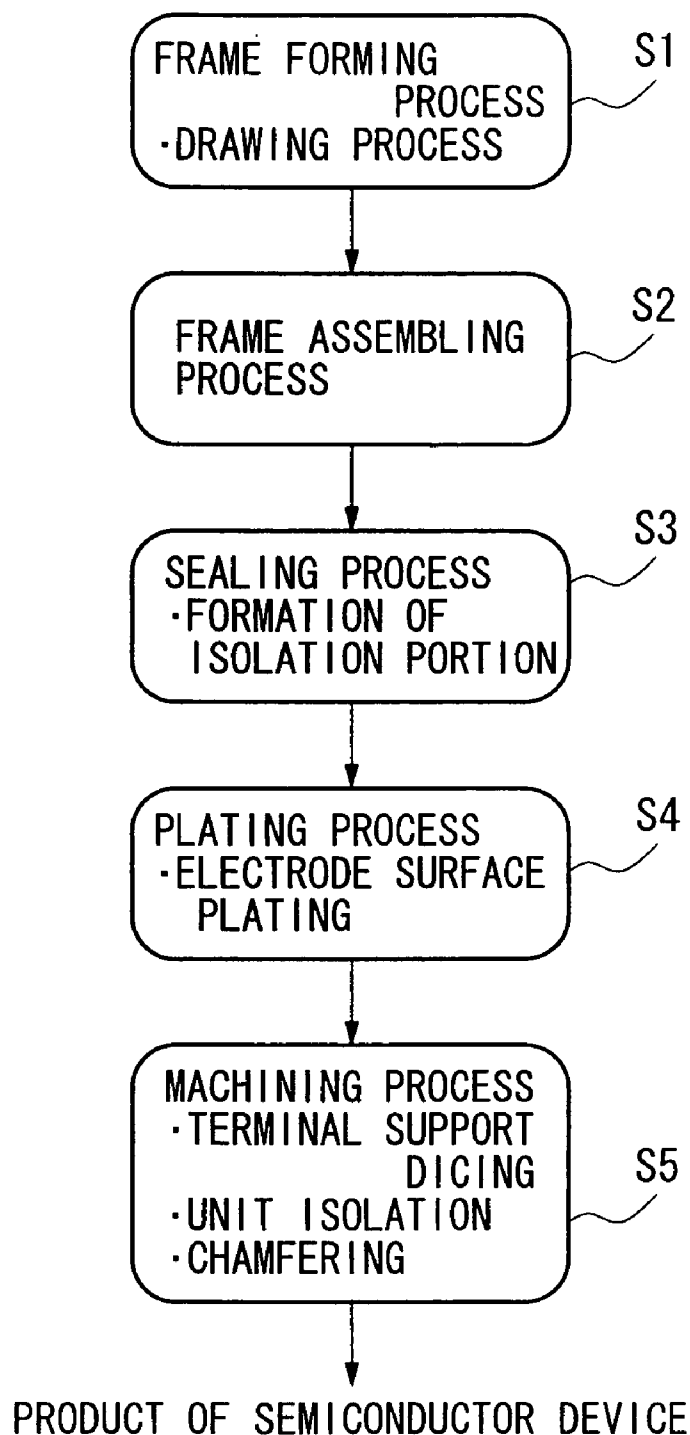 FRAME FORMING
PROCESS
·DRAWING PROCESS
S1
FRAME ASSEMBLING
PROCESS
S2
SEALING PROCESS
·FORMATION OF
ISOLATION PORTION
S3
PLATING PROCESS
·ELECTRODE SURFACE
PLATING
S4
MACHINING PROCESS
·TERMINAL SUPPORT
DICING
·UNIT ISOLATION
·CHAMFERING
S5
PRODUCT OF SEMICONDUCTOR DEVICE